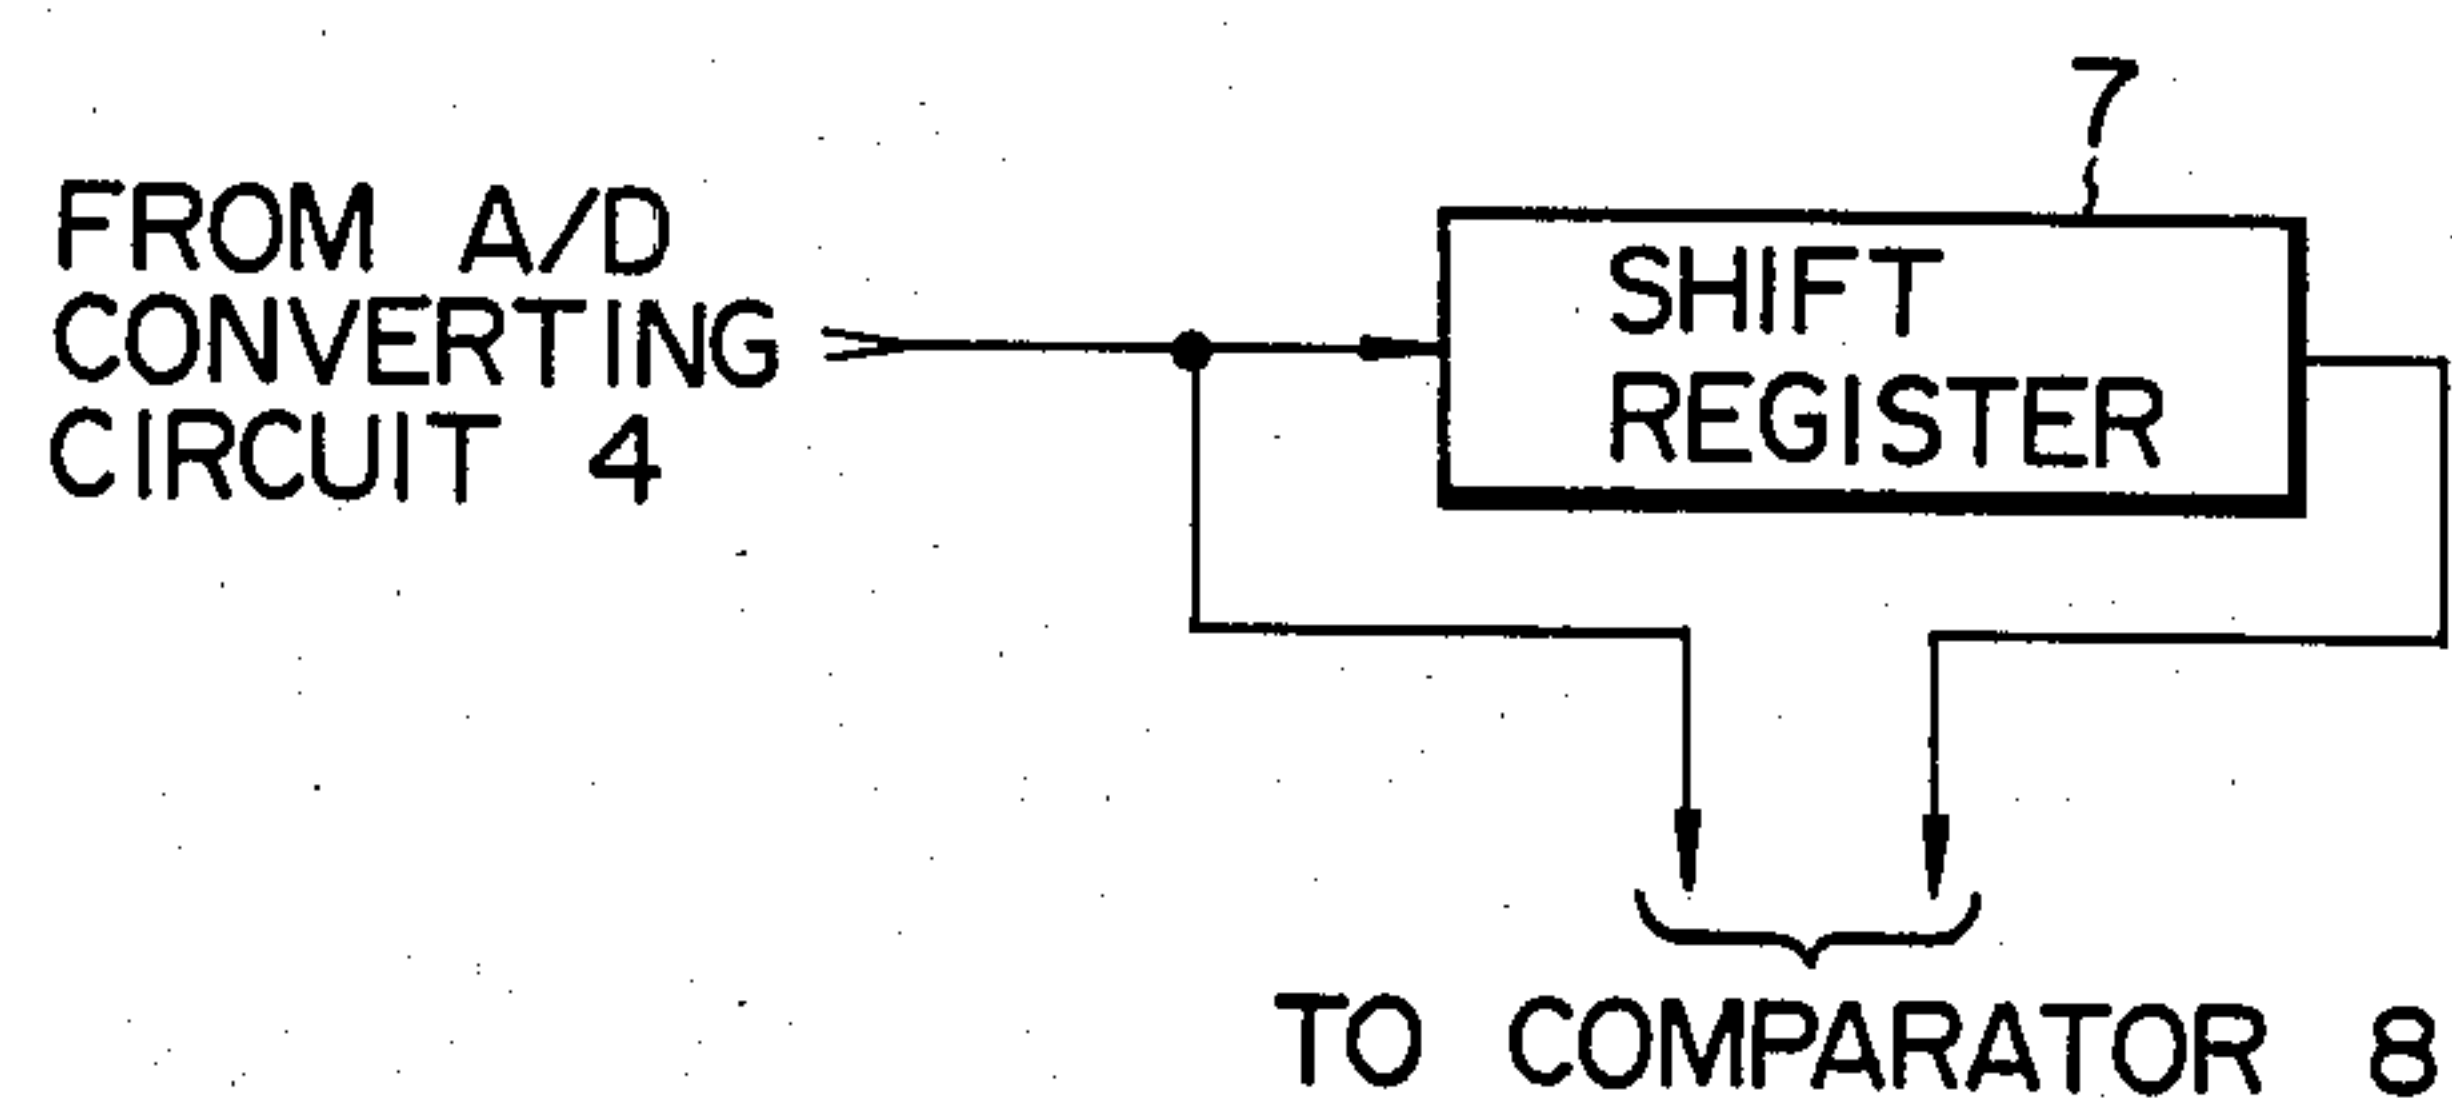 7
FROM A/D
CONVERTING
CIRCUIT 4
SHIFT
REGISTER
TO COMPARATOR 8